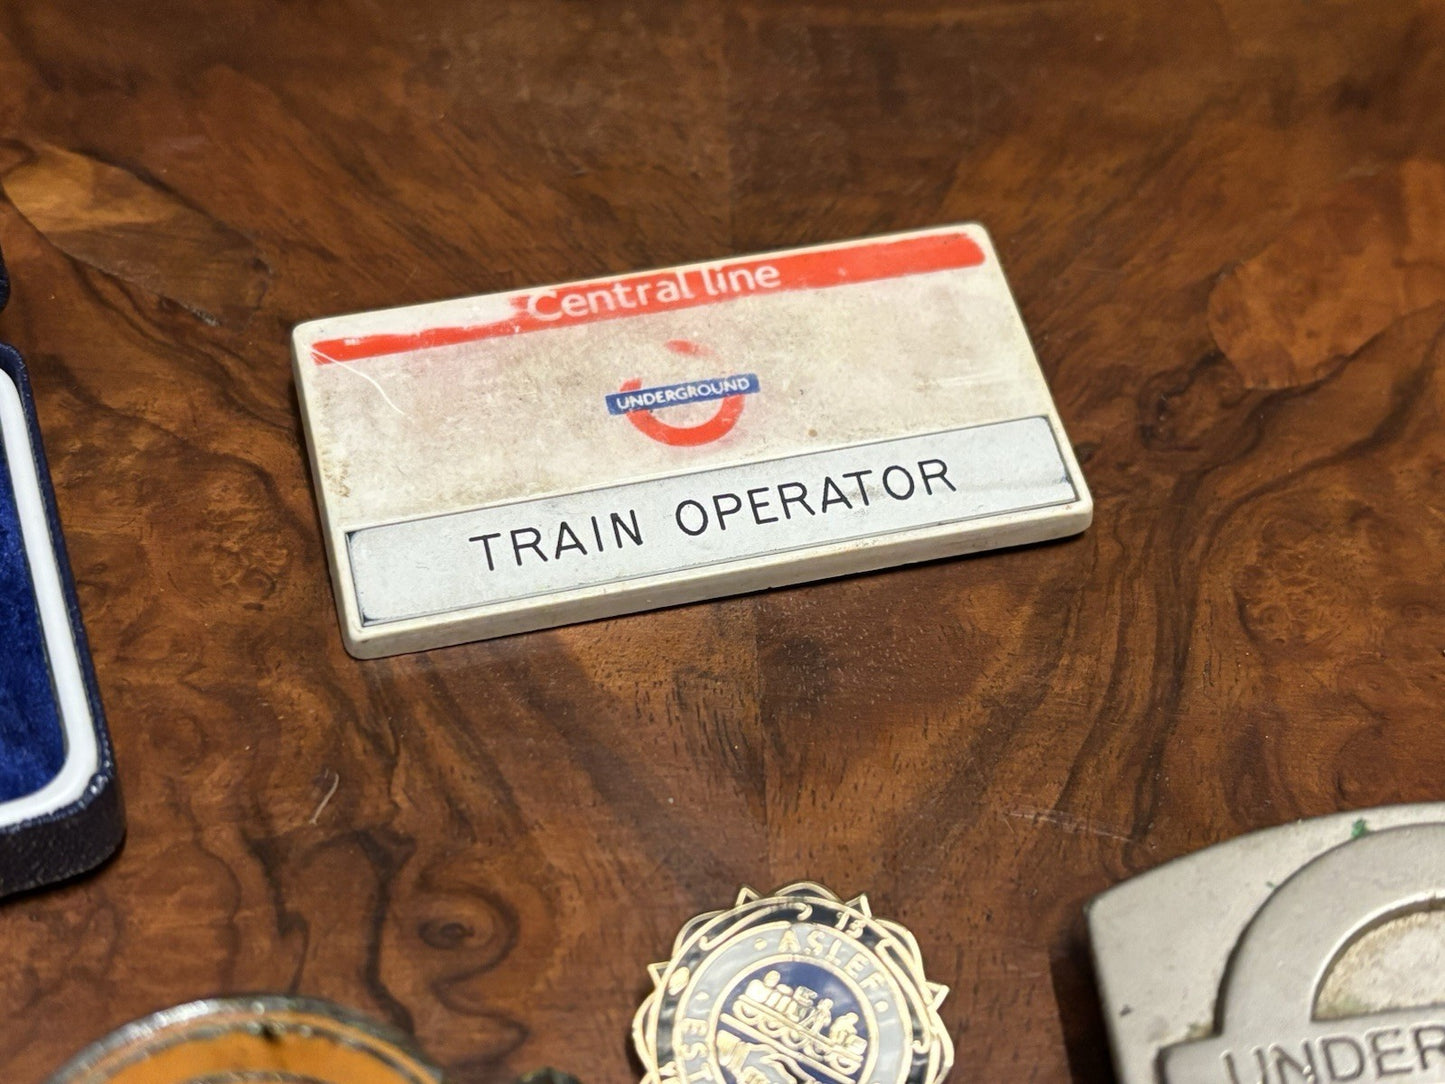 Central line
UNDERGROUND
TRAIN OPERATOR
ASLEF
UNDER